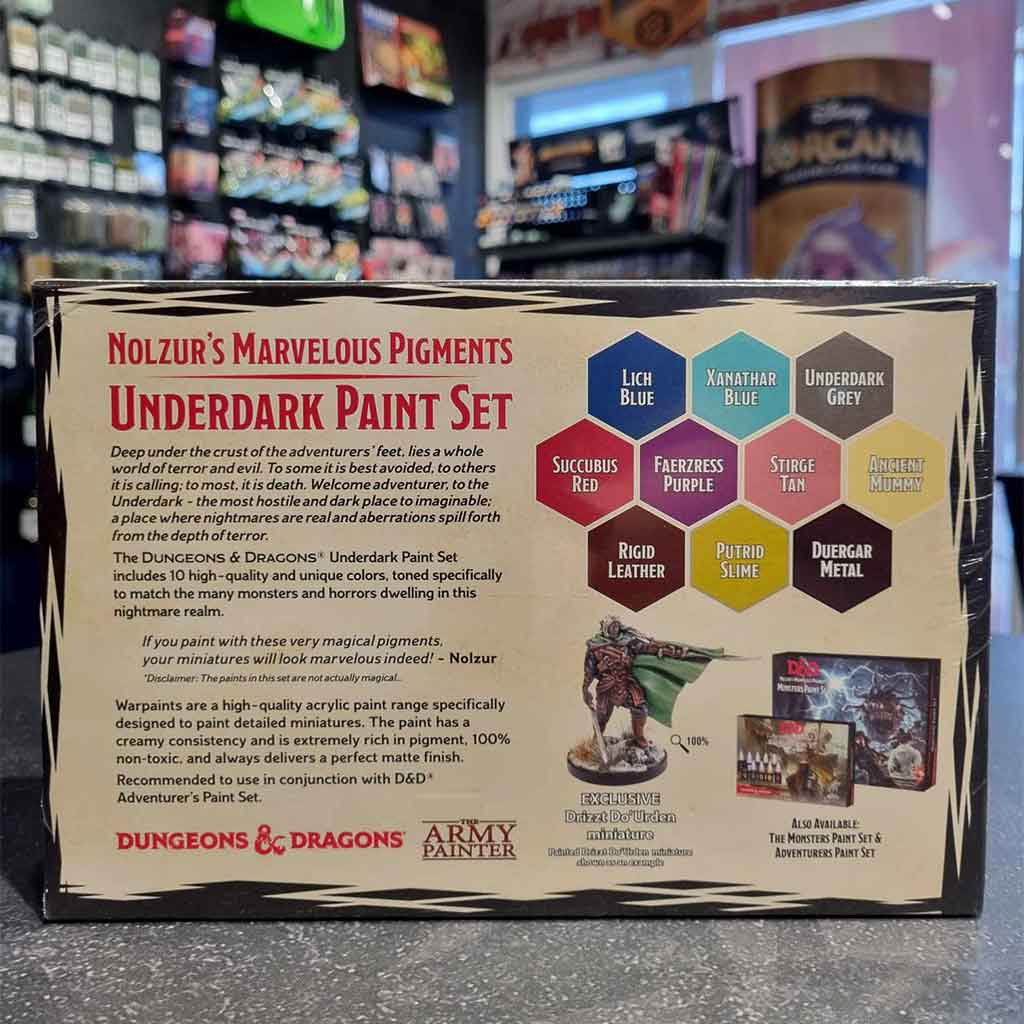 Disney
LORCANA
NOLZUR'S MARVELOUS PIGMENTS
UNDERDARK PAINT SET
Deep under the crust of the adventurers' feet, lies a whole
world of terror and evil. To some it is best avoided, to others
it is calling; to most, it is death. Welcome adventurer, to the
Underdark - the most hostile and dark place to imaginable;
a place where nightmares are real and aberrations spill forth
from the depth of terror.
The DUNGEONS & DRAGONS® Underdark Paint Set
includes 10 high-quality and unique colors, toned specifically
to match the many monsters and horrors dwelling in this
nightmare realm.
If you paint with these very magical pigments,
your miniatures will look marvelous indeed! - Nolzur
*Disclaimer: The paints in this set are not actually magical...
Warpaints are a high-quality acrylic paint range specifically
designed to paint detailed miniatures. The paint has a
creamy consistency and is extremely rich in pigment, 100%
non-toxic, and always delivers a perfect matte finish.
Recommended to use in conjunction with D&D®
Adventurer's Paint Set.
DUNGEONS & DRAGONS®
THE
ARMY
PAINTER
LICH
BLUE
XANATHAR
BLUE
UNDERDARK
GREY
SUCCUBUS
RED
FAERZRESS
PURPLE
STIRGE
TAN
ANCIENT
MUMMY
RIGID
LEATHER
PUTRID
SLIME
DUERGAR
METAL
100%
EXCLUSIVE
Drizzt Do'Urden
miniature
Painted Drizzt Do'Urden miniature
shown as an example
D&D
MONSTERS PAINT SET
ALSO AVAILABLE:
THE MONSTERS PAINT SET &
ADVENTURERS PAINT SET